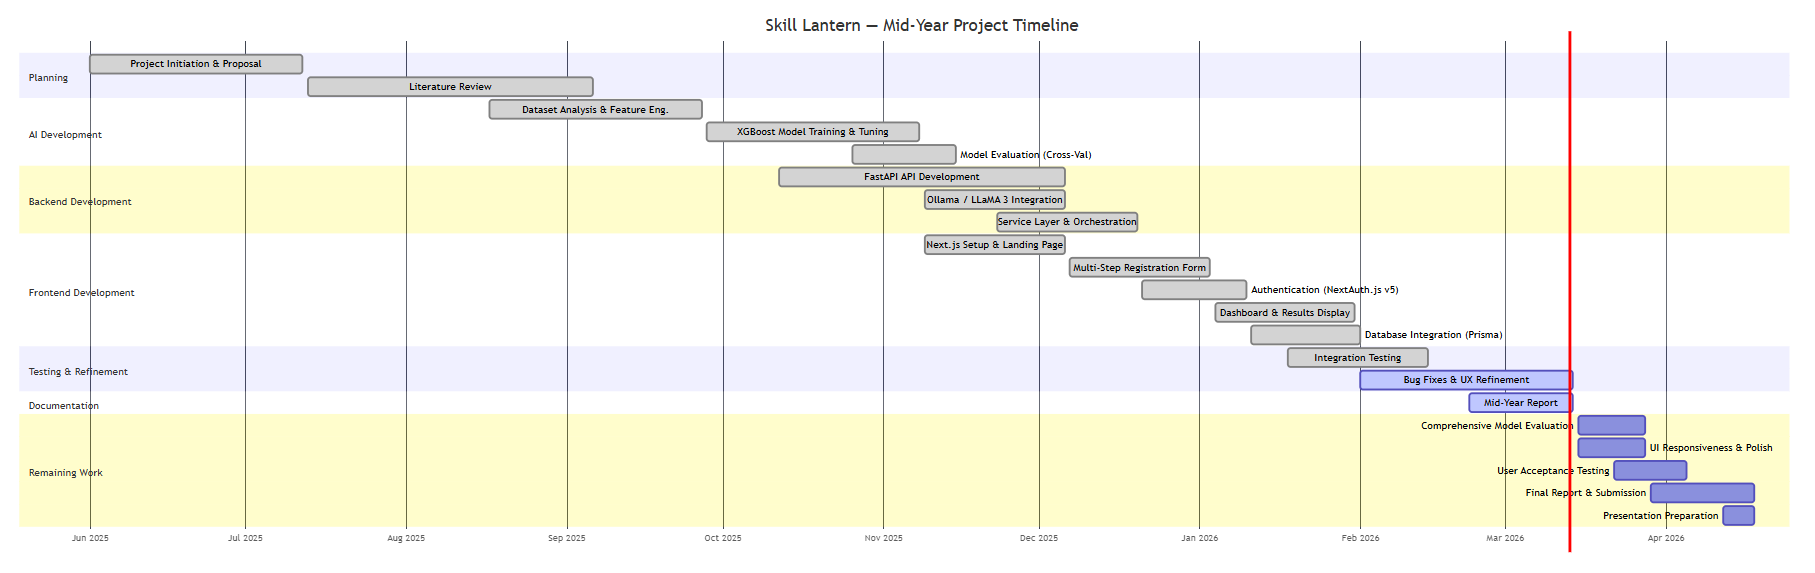 Skill Lantern — Mid-Year Project Timeline
Planning
Project Initiation & Proposal
Literature Review
AI Development
Dataset Analysis & Feature Eng.
XGBoost Model Training & Tuning
Model Evaluation (Cross-Val)
Backend Development
FastAPI API Development
Ollama / LLaMA 3 Integration
Service Layer & Orchestration
Frontend Development
Next.js Setup & Landing Page
Multi-Step Registration Form
Authentication (NextAuth.js v5)
Dashboard & Results Display
Database Integration (Prisma)
Testing & Refinement
Integration Testing
Bug Fixes & UX Refinement
Documentation
Mid-Year Report
Remaining Work
Comprehensive Model Evaluation
UI Responsiveness & Polish
User Acceptance Testing
Final Report & Submission
Presentation Preparation
Jun 2025 Jul 2025 Aug 2025 Sep 2025 Oct 2025 Nov 2025 Dec 2025 Jan 2026 Feb 2026 Mar 2026 Apr 2026